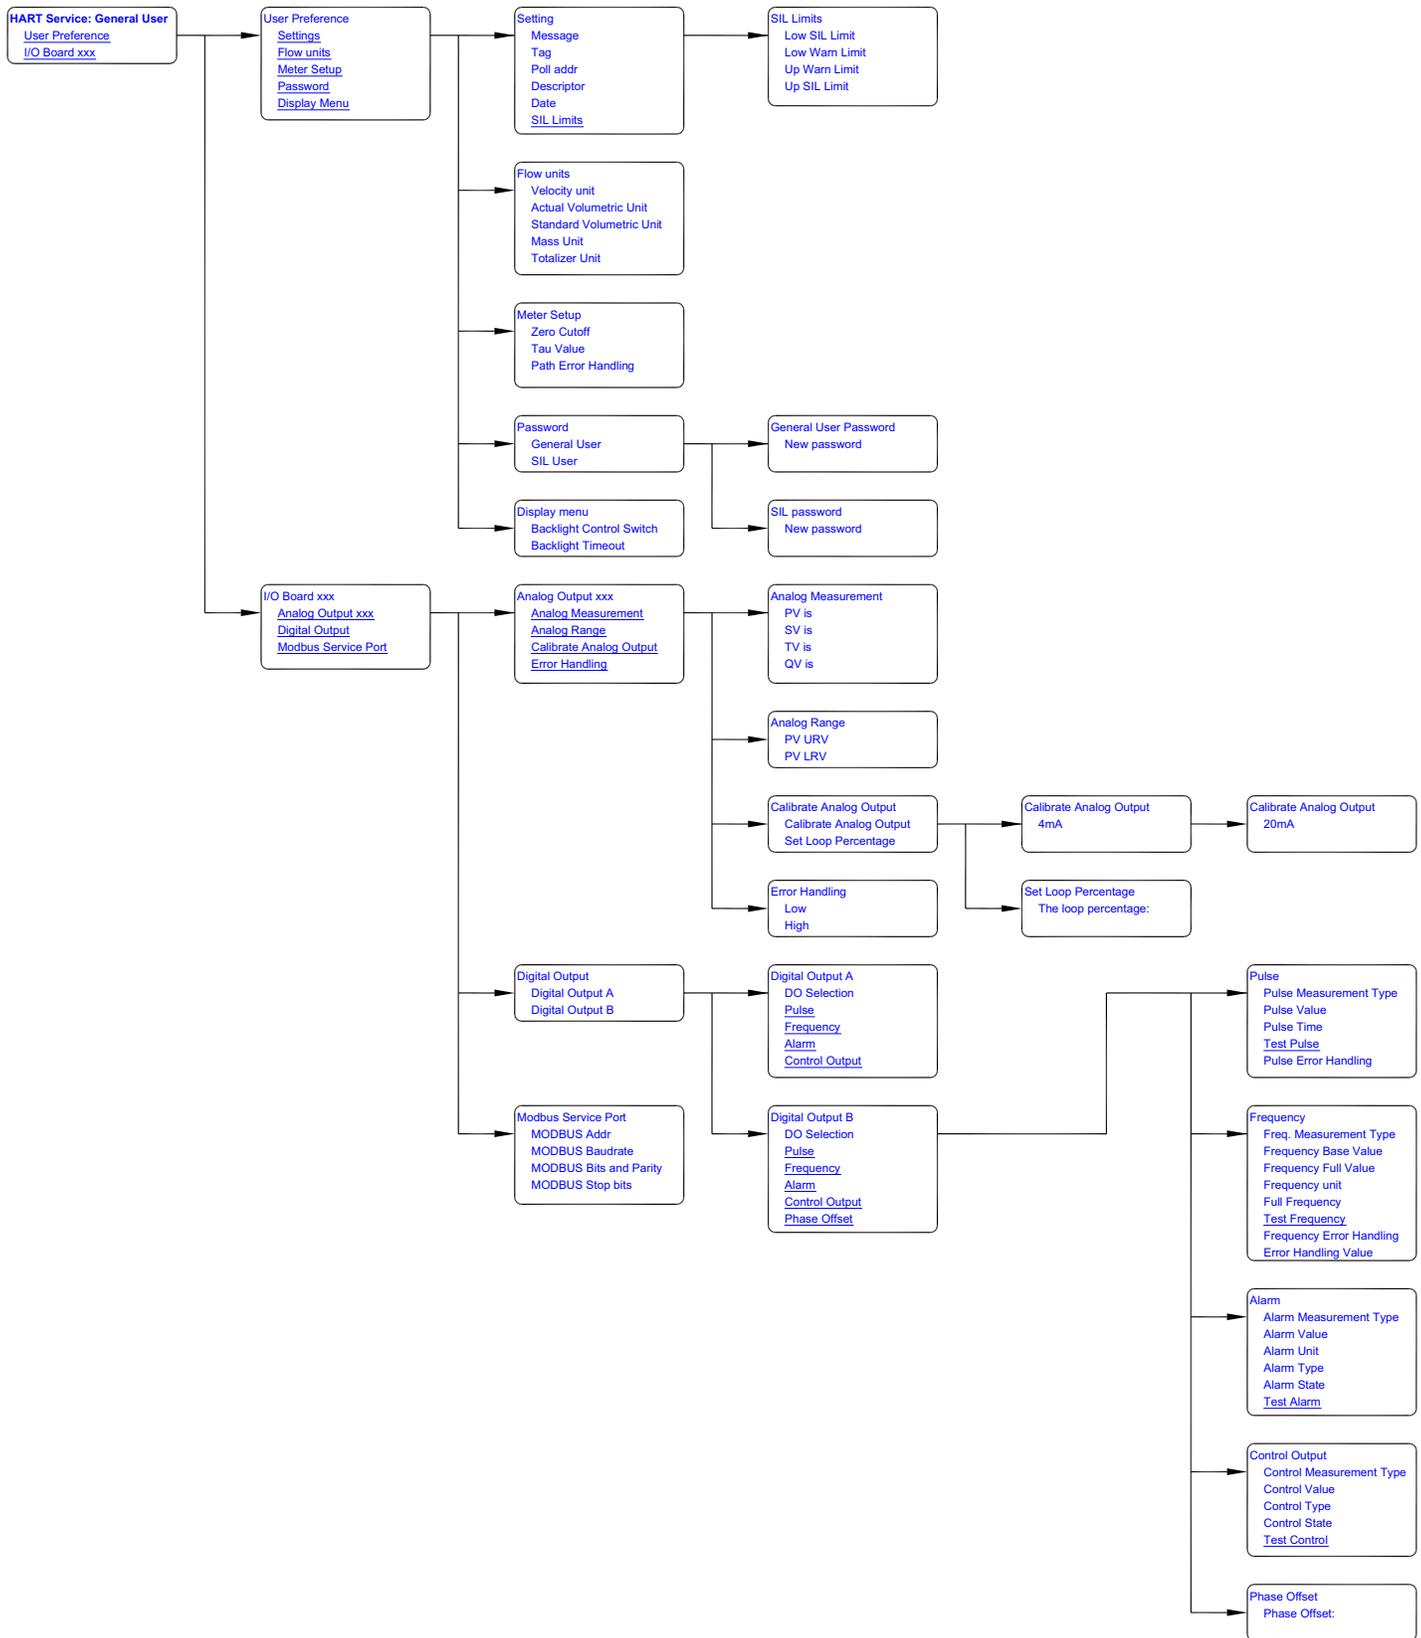 HART Service: General User
User Preference
I/O Board xxx
User Preference
Settings
Flow units
Meter Setup
Password
Display Menu
Setting
Message
Tag
Poll addr
Descriptor
Date
SIL Limits
SIL Limits
Low SIL Limit
Low Warn Limit
Up Warn Limit
Up SIL Limit
Flow units
Velocity unit
Actual Volumetric Unit
Standard Volumetric Unit
Mass Unit
Totalizer Unit
Meter Setup
Zero Cutoff
Tau Value
Path Error Handling
Password
General User
SIL User
General User Password
New password
Display menu
Backlight Control Switch
Backlight Timeout
SIL password
New password
I/O Board xxx
Analog Output xxx
Digital Output
Modbus Service Port
Analog Output xxx
Analog Measurement
Analog Range
Calibrate Analog Output
Error Handling
Analog Measurement
PV is
SV is
TV is
QV is
Analog Range
PV URV
PV LRV
Calibrate Analog Output
Calibrate Analog Output
Set Loop Percentage
Calibrate Analog Output
4mA
Calibrate Analog Output
20mA
Error Handling
Low
High
Set Loop Percentage
The loop percentage:
Digital Output
Digital Output A
Digital Output B
Digital Output A
DO Selection
Pulse
Frequency
Alarm
Control Output
Pulse
Pulse Measurement Type
Pulse Value
Pulse Time
Test Pulse
Pulse Error Handling
Modbus Service Port
MODBUS Addr
MODBUS Baudrate
MODBUS Bits and Parity
MODBUS Stop bits
Digital Output B
DO Selection
Pulse
Frequency
Alarm
Control Output
Phase Offset
Frequency
Freq. Measurement Type
Frequency Base Value
Frequency Full Value
Frequency unit
Full Frequency
Test Frequency
Frequency Error Handling
Error Handling Value
Alarm
Alarm Measurement Type
Alarm Value
Alarm Unit
Alarm Type
Alarm State
Test Alarm
Control Output
Control Measurement Type
Control Value
Control Type
Control State
Test Control
Phase Offset
Phase Offset: